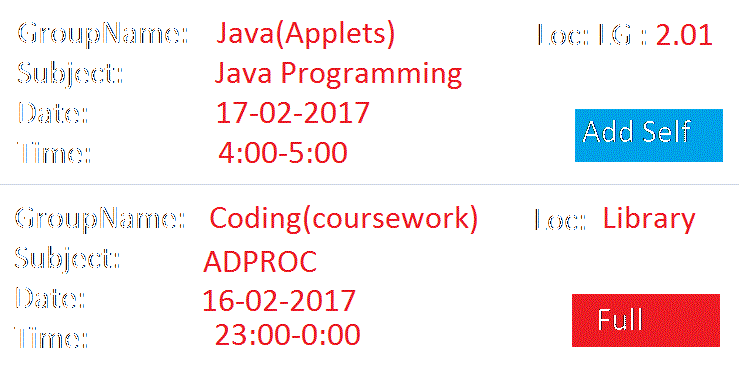 GroupName: Java(Applets) Loc: LG : 2.01
Subject: Java Programming
Date: 17-02-2017
Time: 4:00-5:00
Add Self
GroupName: Coding(coursework) Loc: Library
Subject: ADPROC
Date: 16-02-2017
Time: 23:00-0:00
Full